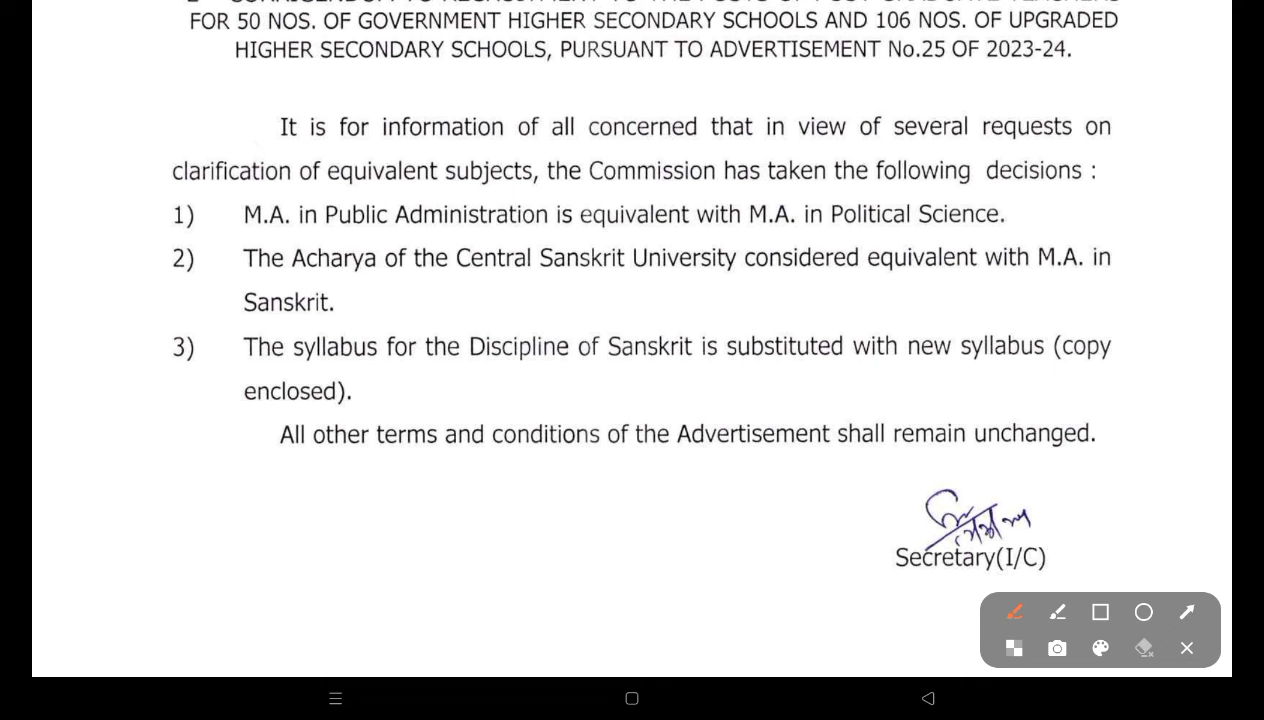 FOR 50 NOS. OF GOVERNMENT HIGHER SECONDARY SCHOOLS AND 106 NOS. OF UPGRADED
HIGHER SECONDARY SCHOOLS, PURSUANT TO ADVERTISEMENT No.25 OF 2023-24.
It is for information of all concerned that in view of several requests on
clarification of equivalent subjects, the Commission has taken the following decisions :
1) M.A. in Public Administration is equivalent with M.A. in Political Science.
2) The Acharya of the Central Sanskrit University considered equivalent with M.A. in
Sanskrit.
3) The syllabus for the Discipline of Sanskrit is substituted with new syllabus (copy
enclosed).
All other terms and conditions of the Advertisement shall remain unchanged.
Secretary(I/C)